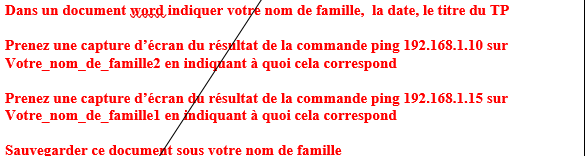 Dans un document word indiquer votre nom de famille, la date, le titre du TP
Prenez une capture d'écran du résultat de la commande ping 192.168.1.10 sur
Votre_nom_de_famille2 en indiquant à quoi cela correspond
Prenez une capture d'écran du résultat de la commande ping 192.168.1.15 sur
Votre_nom_de_famille1 en indiquant à quoi cela correspond
Sauvegarder ce document sous votre nom de famille